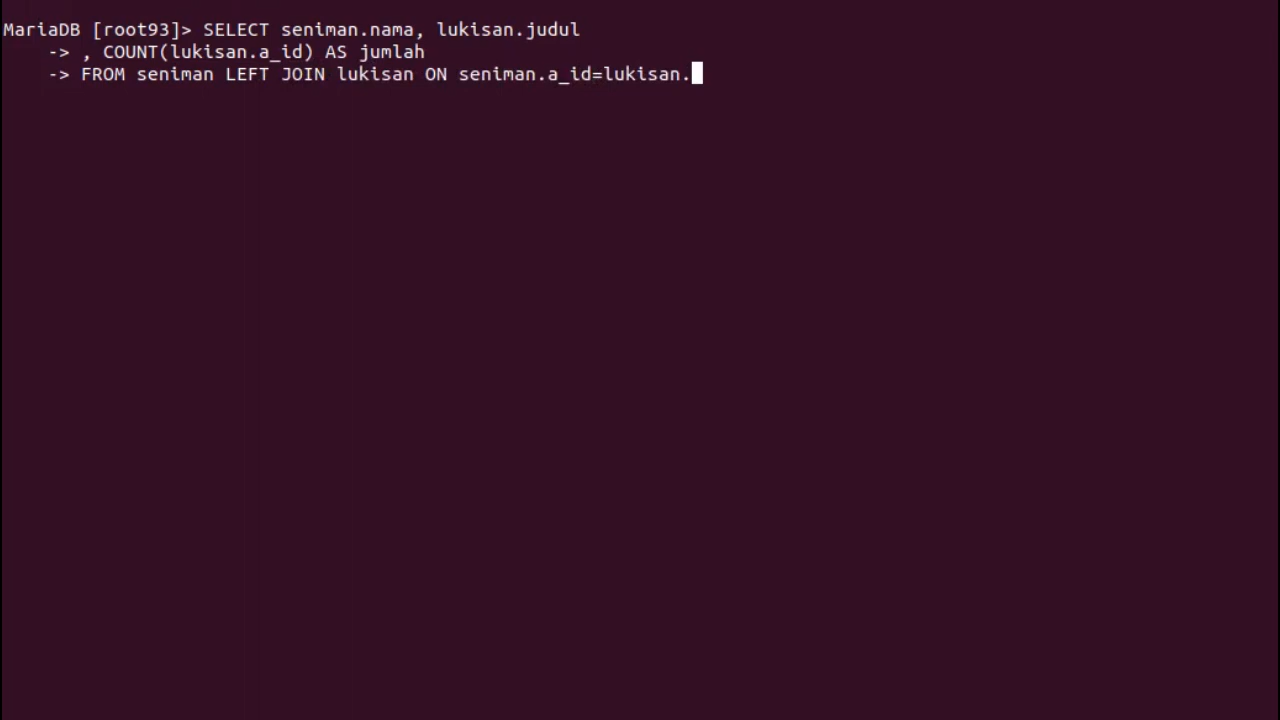 MariaDB [root93]> SELECT seniman.nama, lukisan.judul
-> , COUNT(lukisan.a_id) AS jumlah
-> FROM seniman LEFT JOIN lukisan ON seniman.a_id=lukisan.